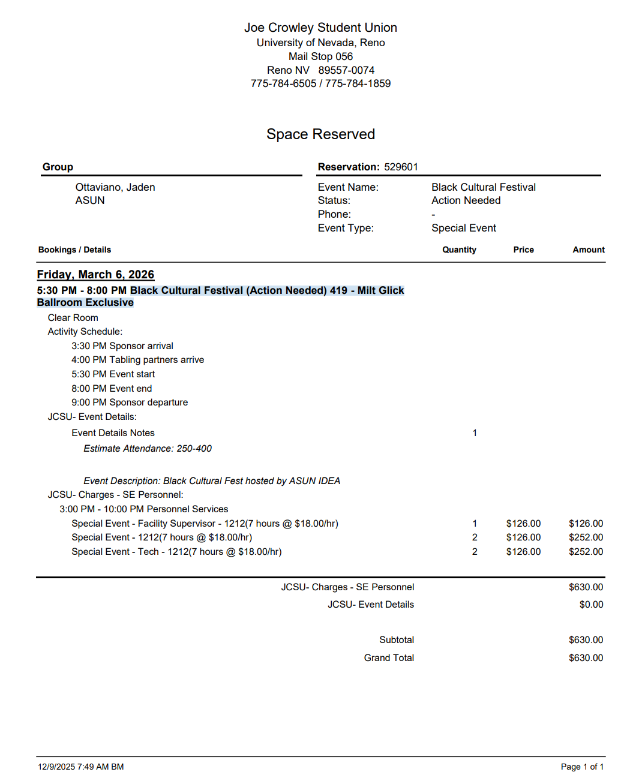 Joe Crowley Student Union
University of Nevada, Reno
Mail Stop 056
Reno NV 89557-0074
775-784-6505 / 775-784-1859
Space Reserved
Group
Ottaviano, Jaden
ASUN
Reservation: 529601
Event Name: Black Cultural Festival
Status: Action Needed
Phone: -
Event Type: Special Event
Bookings / Details Quantity Price Amount
Friday, March 6, 2026
5:30 PM - 8:00 PM Black Cultural Festival (Action Needed) 419 - Milt Glick
Ballroom Exclusive
Clear Room
Activity Schedule:
3:30 PM Sponsor arrival
4:00 PM Tabling partners arrive
5:30 PM Event start
8:00 PM Event end
9:00 PM Sponsor departure
JCSU- Event Details:
Event Details Notes 1
Estimate Attendance: 250-400
Event Description: Black Cultural Fest hosted by ASUN IDEA
JCSU- Charges - SE Personnel:
3:00 PM - 10:00 PM Personnel Services
Special Event - Facility Supervisor - 1212(7 hours @ $18.00/hr) 1 $126.00 $126.00
Special Event - 1212(7 hours @ $18.00/hr) 2 $126.00 $252.00
Special Event - Tech - 1212(7 hours @ $18.00/hr) 2 $126.00 $252.00
JCSU- Charges - SE Personnel $630.00
JCSU- Event Details $0.00
Subtotal $630.00
Grand Total $630.00
12/9/2025 7:49 AM BM Page 1 of 1